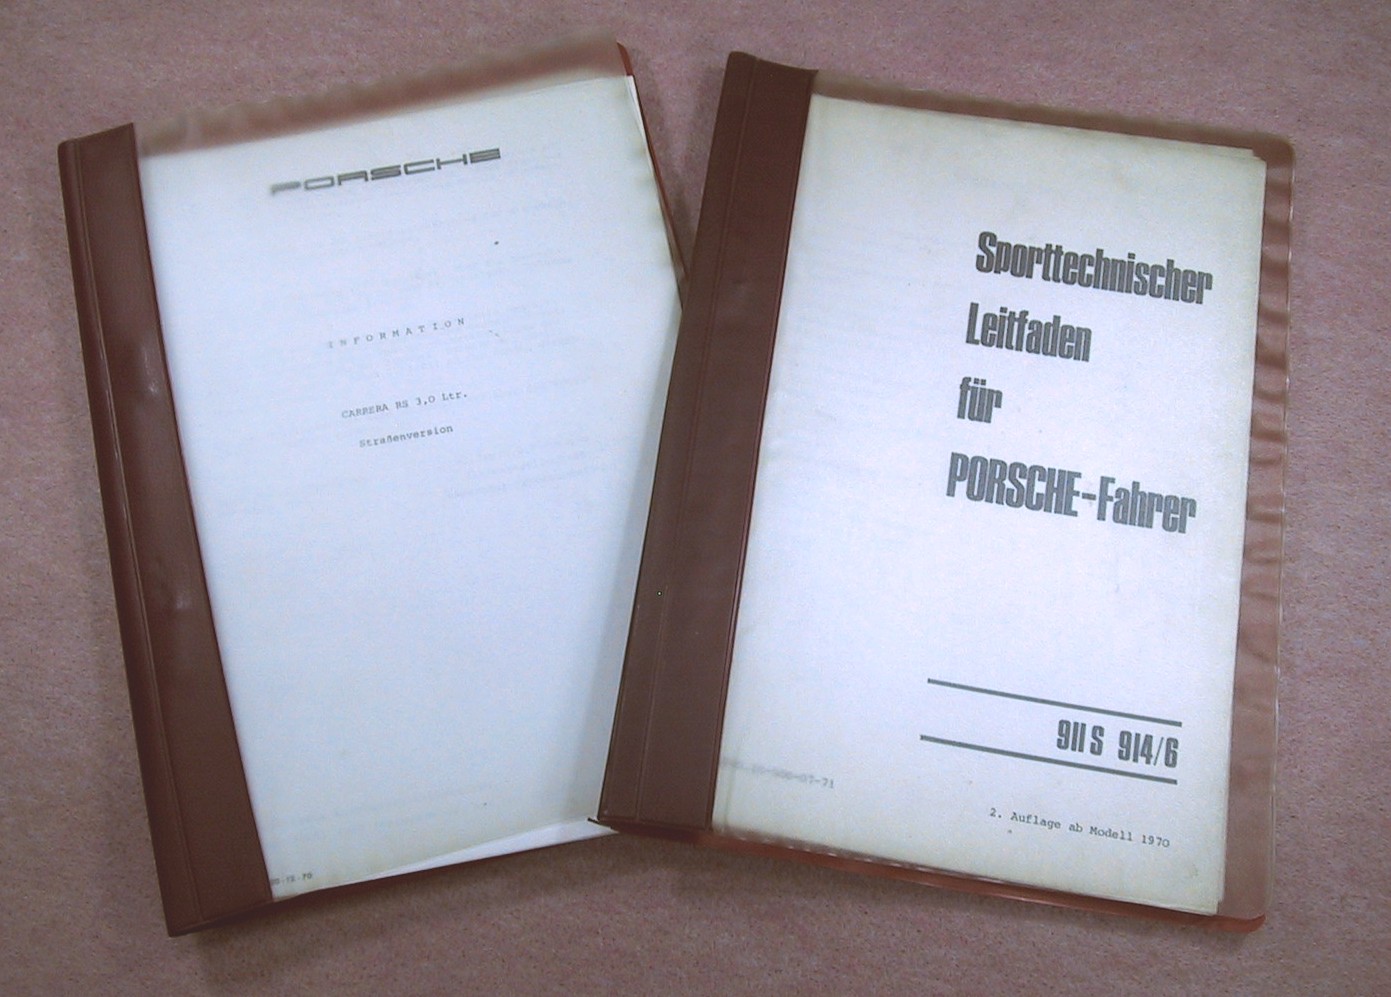 PORSCHE
INFORMATION
CARRERA RS 3,0 Ltr.
Straßenversion
Sporttechnischer
Leitfaden
für
PORSCHE-Fahrer
911 S 914/6
2. Auflage ab Modell 1970